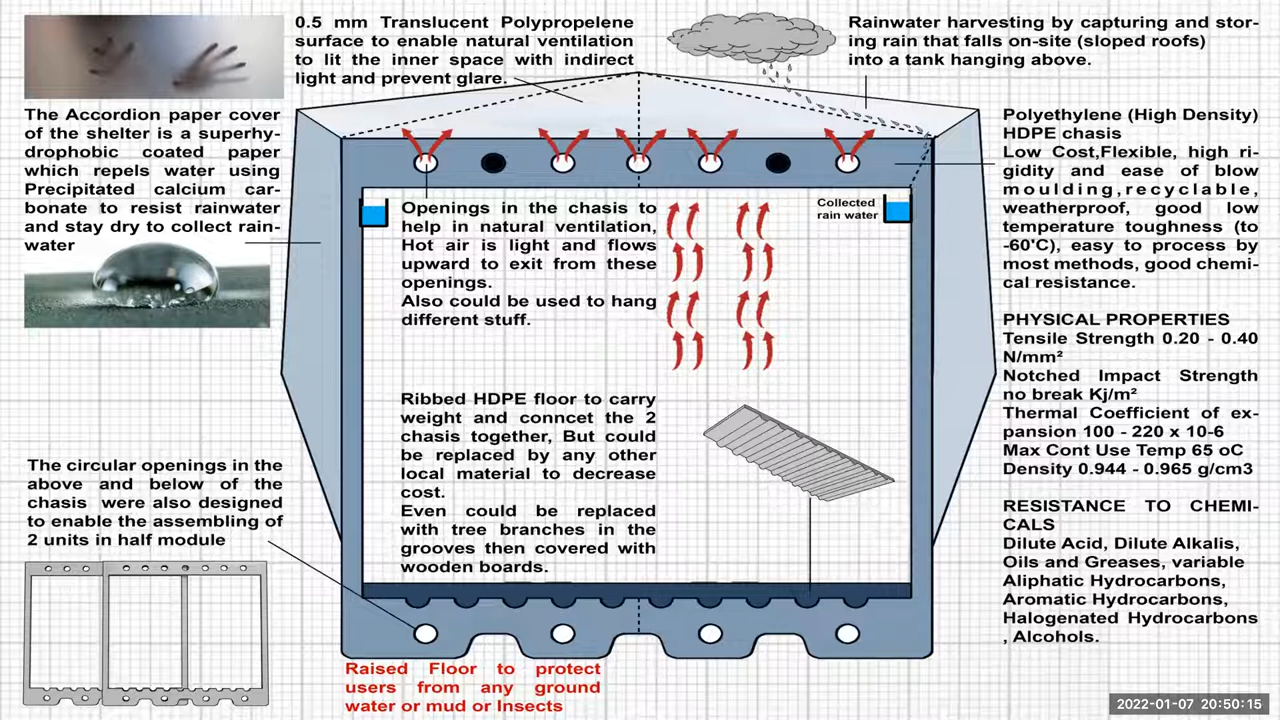 0.5 mm Translucent Polypropelene
surface to enable natural ventilation
to lit the inner space with indirect
light and prevent glare.
Rainwater harvesting by capturing and stor-
ing rain that falls on-site (sloped roofs)
into a tank hanging above.
The Accordion paper cover
of the shelter is a superhy-
drophobic coated paper
which repels water using
Precipitated calcium car-
bonate to resist rainwater
and stay dry to collect rain-
water
Polyethylene (High Density)
HDPE chasis
Low Cost,Flexible, high ri-
gidity and ease of blow
moulding,recyclable,
weatherproof, good low
temperature toughness (to
-60°C), easy to process by
most methods, good chemi-
cal resistance.
PHYSICAL PROPERTIES
Tensile Strength 0.20 - 0.40
N/mm²
Notched Impact Strength
no break Kj/m²
Thermal Coefficient of ex-
pansion 100 - 220 x 10-6
Max Cont Use Temp 65 oC
Density 0.944 - 0.965 g/cm3
RESISTANCE TO CHEMI-
CALS
Dilute Acid, Dilute Alkalis,
Oils and Greases, variable
Aliphatic Hydrocarbons,
Aromatic Hydrocarbons,
Halogenated Hydrocarbons
, Alcohols.
Openings in the chasis to
help in natural ventilation,
Hot air is light and flows
upward to exit from these
openings.
Also could be used to hang
different stuff.
Collected
rain water
Ribbed HDPE floor to carry
weight and conncet the 2
chasis together, But could
be replaced by any other
local material to decrease
cost.
Even could be replaced
with tree branches in the
grooves then covered with
wooden boards.
The circular openings in the
above and below of the
chasis were also designed
to enable the assembling of
2 units in half module
Raised Floor to protect
users from any ground
water or mud or Insects
2022-01-07 20:50:15